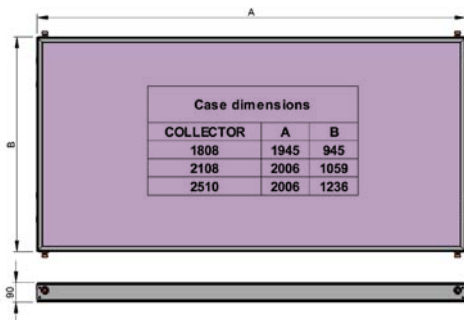 A
B
Case dimensions
COLLECTOR A B
1808 1945 945
2108 2006 1059
2510 2006 1236
90